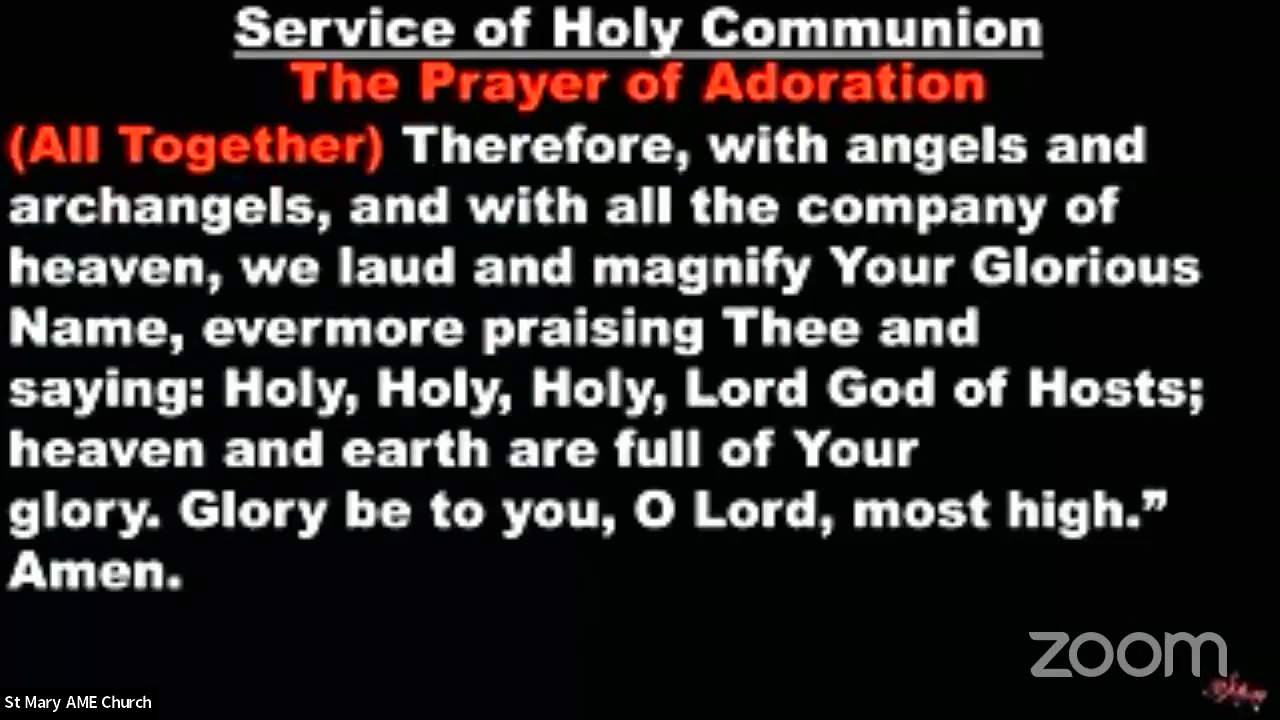 Service of Holy Communion
The Prayer of Adoration
(All Together) Therefore, with angels and
archangels, and with all the company of
heaven, we laud and magnify Your Glorious
Name, evermore praising Thee and
saying: Holy, Holy, Holy, Lord God of Hosts;
heaven and earth are full of Your
glory. Glory be to you, O Lord, most high.”
Amen.
zoom
St Mary AME Church